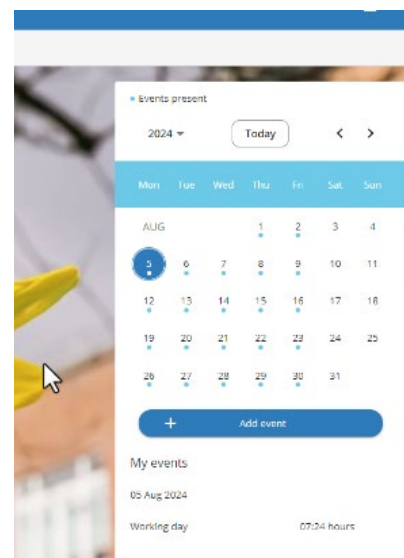 Events present
2024 Today
Mon Tue Wed Thu Fri Sat Sun
AUG 1 2 3 4
5 6 7 8 9 10 11
12 13 14 15 16 17 18
19 20 21 22 23 24 25
26 27 28 29 30 31
+ Add event
My events
05 Aug 2024
Working day 07:24 hours